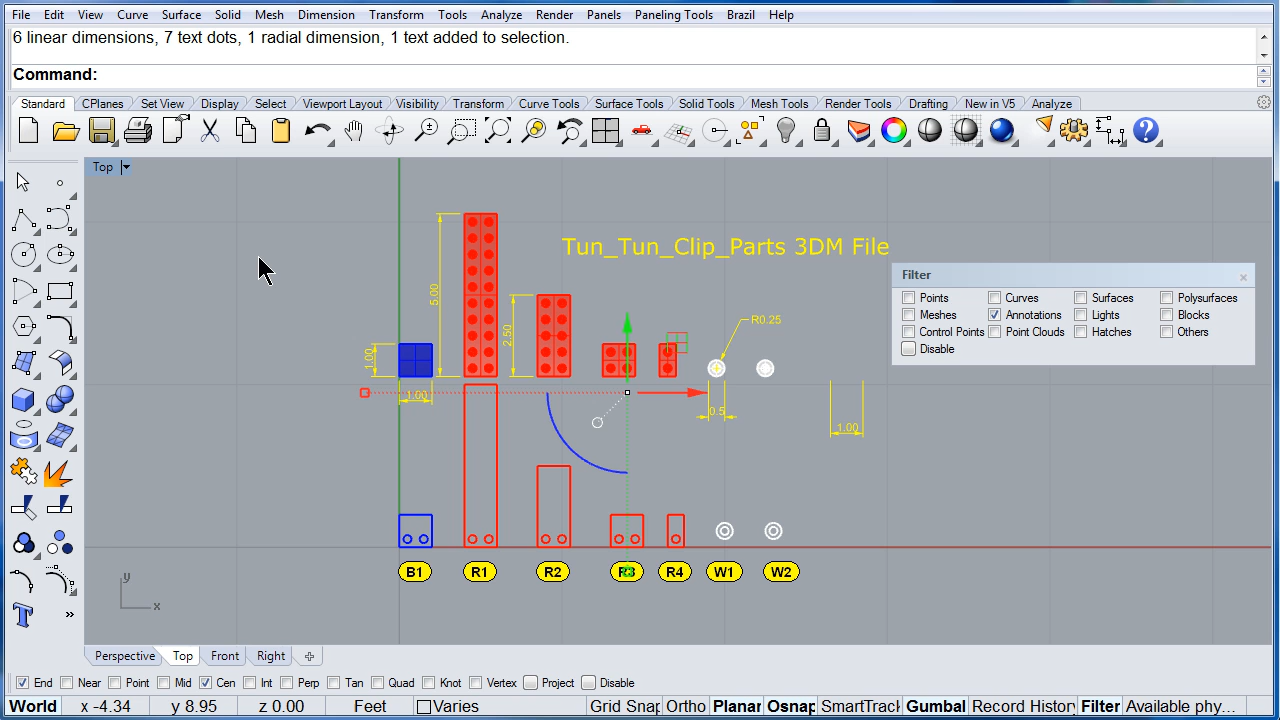 File Edit View Curve Surface Solid Mesh Dimension Transform Tools Analyze Render Panels Paneling Tools Brazil Help
6 linear dimensions, 7 text dots, 1 radial dimension, 1 text added to selection.
Command:
Standard CPlanes Set View Display Select Viewport Layout Visibility Transform Curve Tools Surface Tools Solid Tools Mesh Tools Render Tools Drafting New in V5 Analyze
Top
Tun_Tun_Clip_Parts 3DM File
Filter
Points Curves Surfaces Polysurfaces
Meshes Annotations Lights Blocks
Control Points Point Clouds Hatches Others
Disable
5.00
2.50
R0.25
1.00
1.00
0.5
1.00
B1 R1 R2 R3 R4 W1 W2
y
x
T »
Perspective Top Front Right
End Near Point Mid Cen Int Perp Tan Quad Knot Vertex Project Disable
World x -4.34 y 8.95 z 0.00 Feet Varies Grid Snap Ortho Planar Osnap SmartTrack Gumbal Record History Filter Available phy...